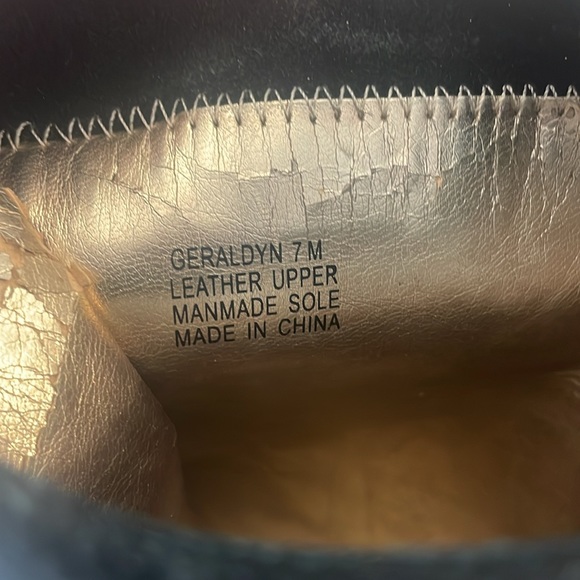 GERALDYN 7 M
LEATHER UPPER
MANMADE SOLE
MADE IN CHINA